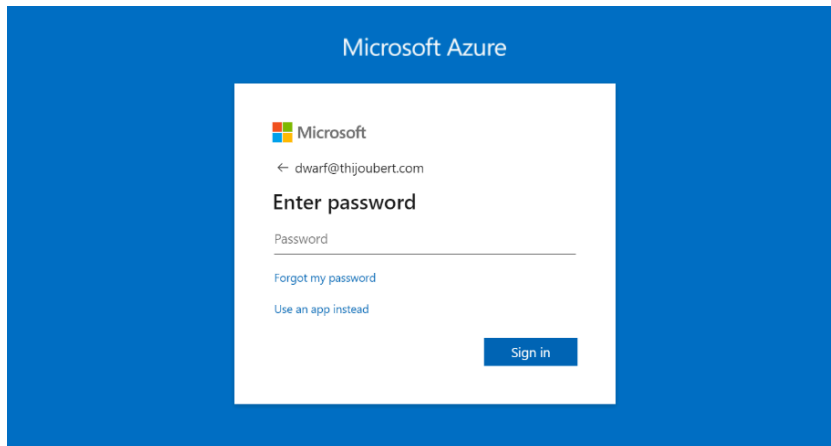 Microsoft Azure
Microsoft
← dwarf@thijoubert.com
Enter password
Password
Forgot my password
Use an app instead
Sign in